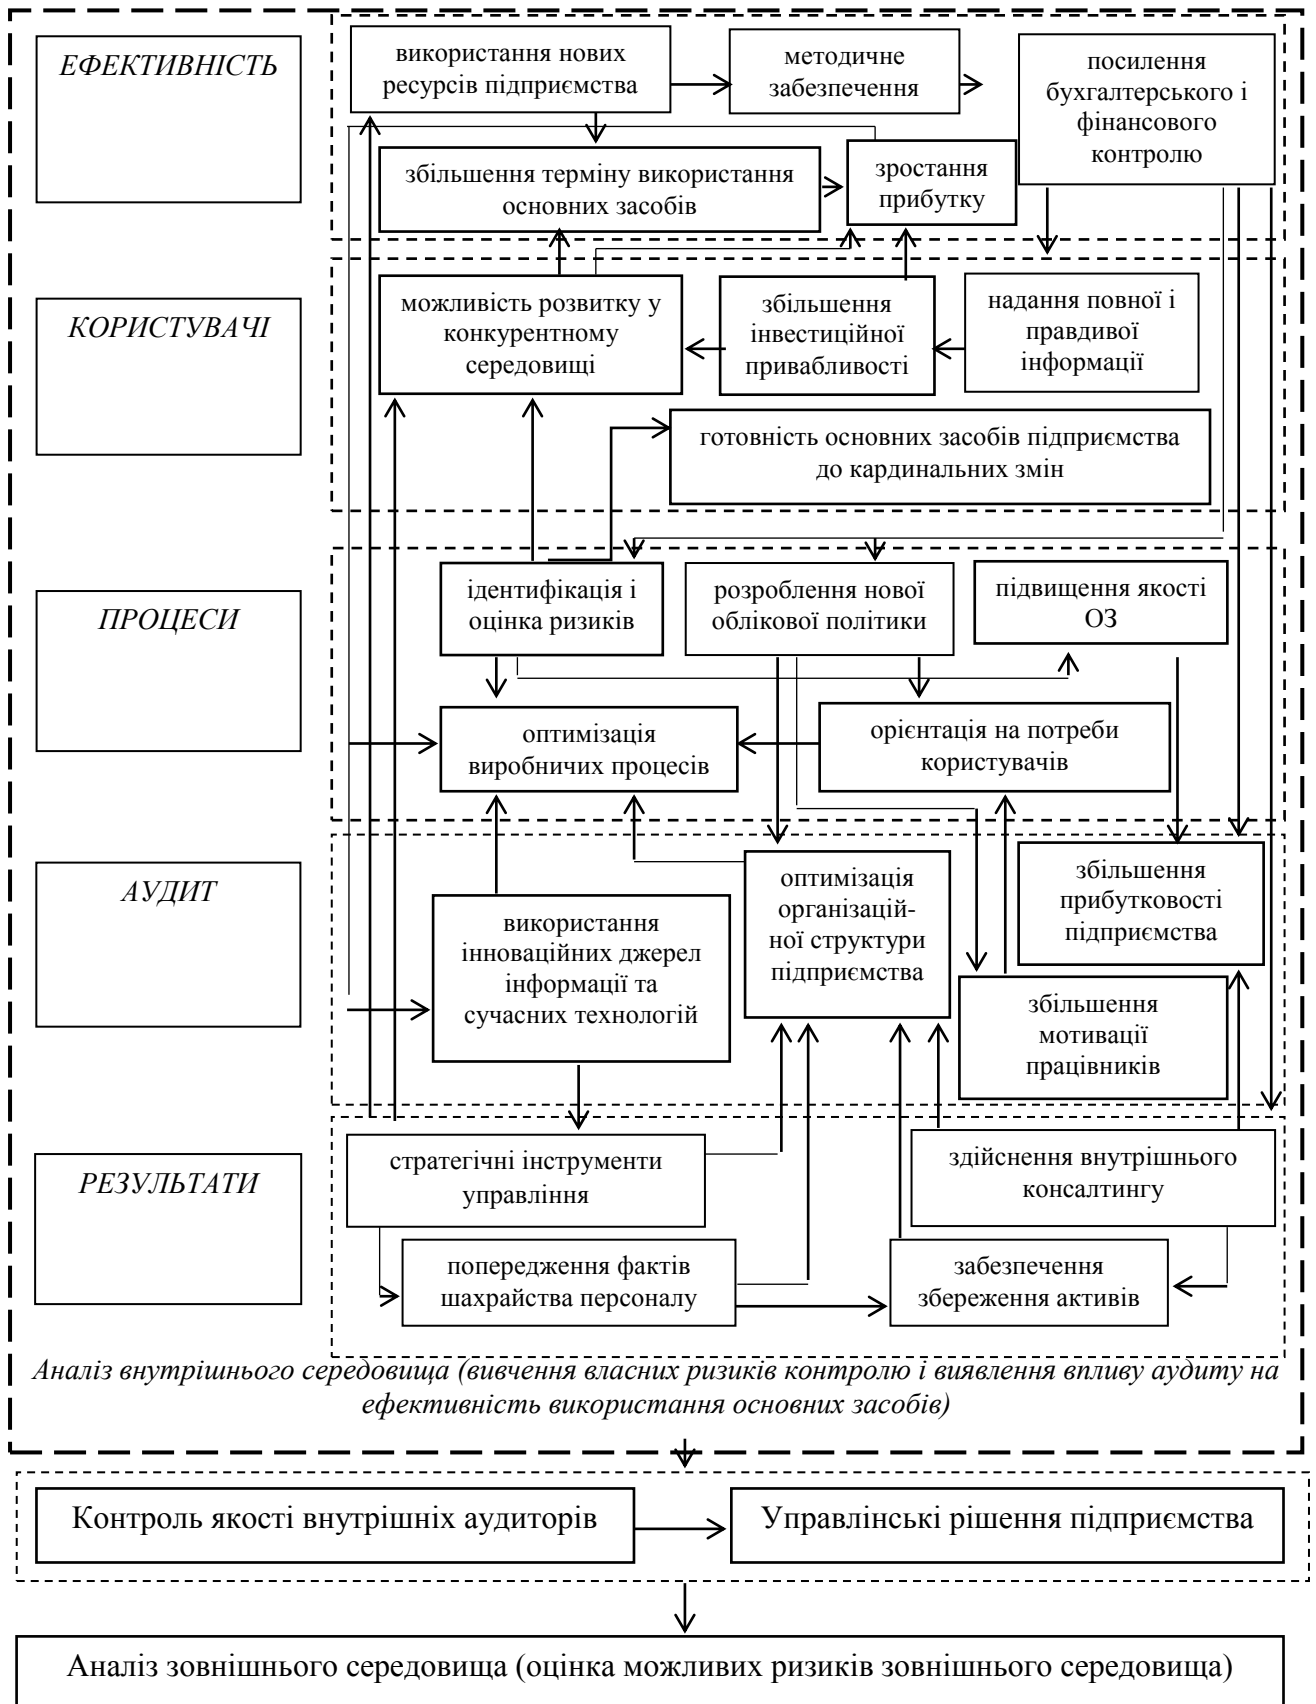 ЕФЕКТИВНІСТЬ
використання нових
ресурсів підприємства
методичне
забезпечення
посилення
бухгалтерського і
фінансового
контролю
збільшення терміну використання
основних засобів
зростання
прибутку
КОРИСТУВАЧІ
можливість розвитку у
конкурентному
середовищі
збільшення
інвестиційної
привабливості
надання повної і
правдивої
інформації
готовність основних засобів підприємства
до кардинальних змін
ПРОЦЕСИ
ідентифікація і
оцінка ризиків
розроблення нової
облікової політики
підвищення якості
ОЗ
оптимізація
виробничих процесів
орієнтація на потреби
користувачів
АУДИТ
використання
інноваційних джерел
інформації та
сучасних технологій
оптимізація
організацій-
ної структури
підприємства
збільшення
прибутковості
підприємства
збільшення
мотивації
працівників
РЕЗУЛЬТАТИ
стратегічні інструменти
управління
здійснення внутрішнього
консалтингу
попередження фактів
шахрайства персоналу
забезпечення
збереження активів
Аналіз внутрішнього середовища (вивчення власних ризиків контролю і виявлення впливу аудиту на
ефективність використання основних засобів)
Контроль якості внутрішніх аудиторів
Управлінські рішення підприємства
Аналіз зовнішнього середовища (оцінка можливих ризиків зовнішнього середовища)